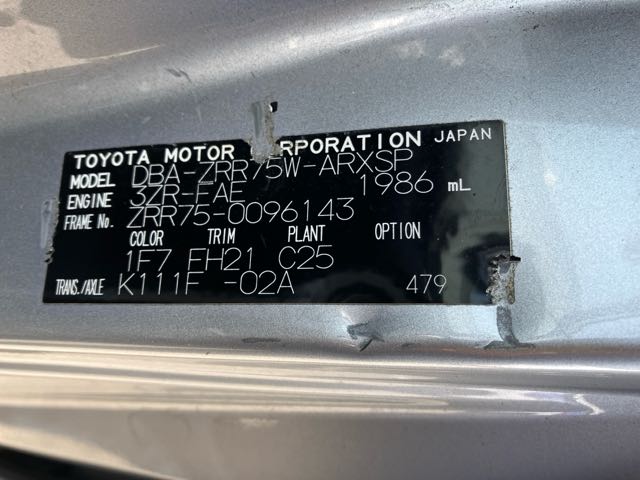 TOYOTA MOTOR CORPORATION JAPAN
MODEL DBA-ZRR75W-ARXSP
ENGINE 3ZR-FAE 1986 mL
FRAME No. ZRR75-0096143
COLOR TRIM PLANT OPTION
1F7 FH21 C25
TRANS./AXLE K111F -02A 479